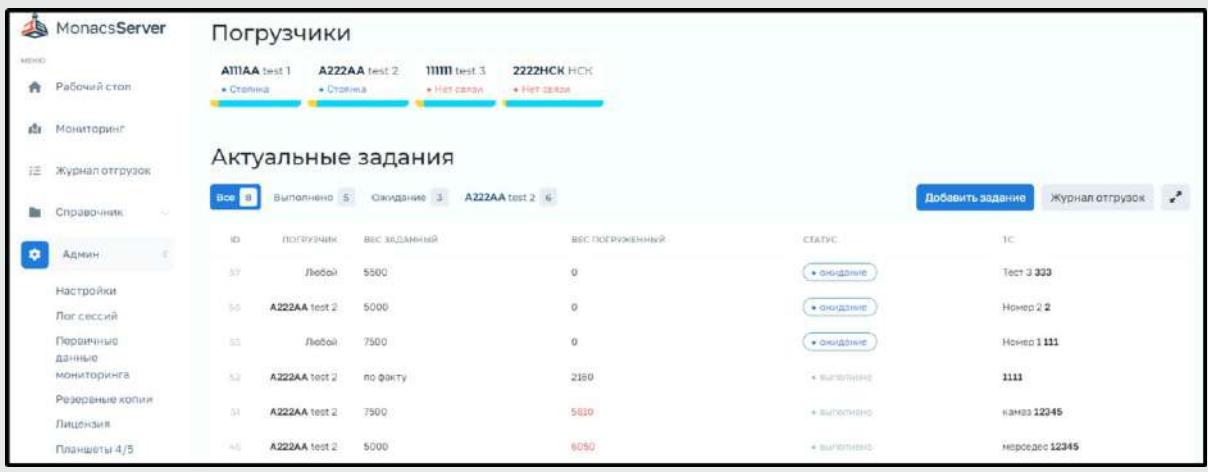 MonacsServer
МЕНЮ
Рабочий стол
Мониторинг
Журнал отгрузок
Справочник
Админ
Настройки
Лог сессий
Первичные
данные
мониторинга
Резервные копии
Лицензия
Планшеты 4/5
Погрузчики
A111AA test 1 A222AA test 2 111111 test 3 2222НСК НСК
• Стоянка • Стоянка • Нет связи • Нет связи
Актуальные задания
Все 8 Выполнено 5 Ожидание 3 A222AA test 2 6 Добавить задание Журнал отгрузок
ID ПОГРУЗЧИК ВЕС ЗАДАННЫЙ ВЕС ПОГРУЖЕННЫЙ СТАТУС ТС
57 Любой 5500 0 • ожидание Тест 3 333
56 A222AA test 2 5000 0 • ожидание Номер 2 2
55 Любой 7500 0 • ожидание Номер 1 111
52 A222AA test 2 по факту 2160 • выполнено 1111
51 A222AA test 2 7500 5810 • выполнено камаз 12345
A222AA test 2 5000 6050 • выполнено мерседес 12345